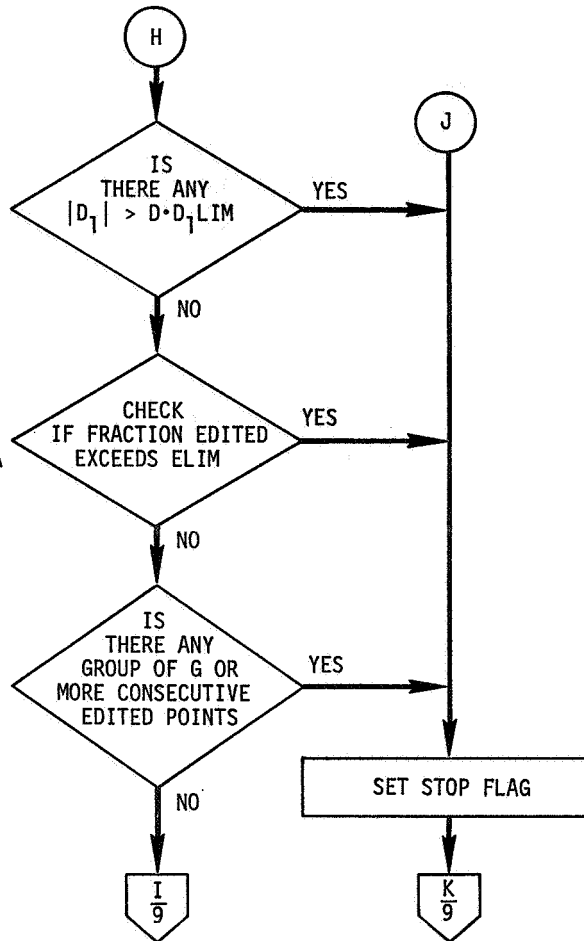 H
J
IS
THERE ANY
|D₁| > D·D₁LIM
YES
NO
CHECK
IF FRACTION EDITED
EXCEEDS ELIM
YES
NO
IS
THERE ANY
GROUP OF G OR
MORE CONSECUTIVE
EDITED POINTS
YES
NO
SET STOP FLAG
I
9
K
9